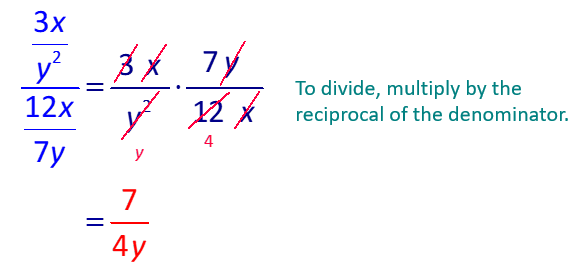 3x
y²
12x
7y
=
3 x
y²
y
·
7 y
12 x
4
To divide, multiply by the
reciprocal of the denominator.
=
7
4y